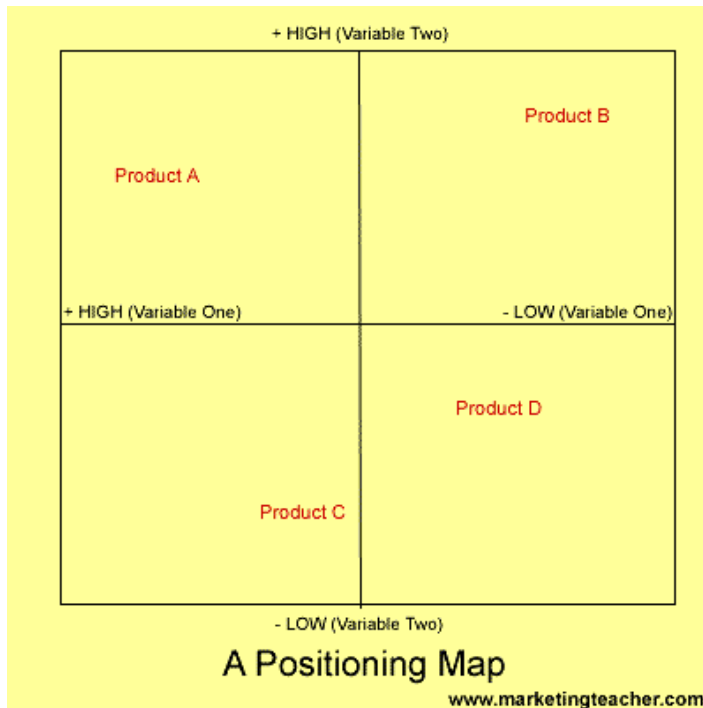 + HIGH (Variable Two)
Product B
Product A
+ HIGH (Variable One)
- LOW (Variable One)
Product D
Product C
- LOW (Variable Two)
A Positioning Map
www.marketingteacher.com